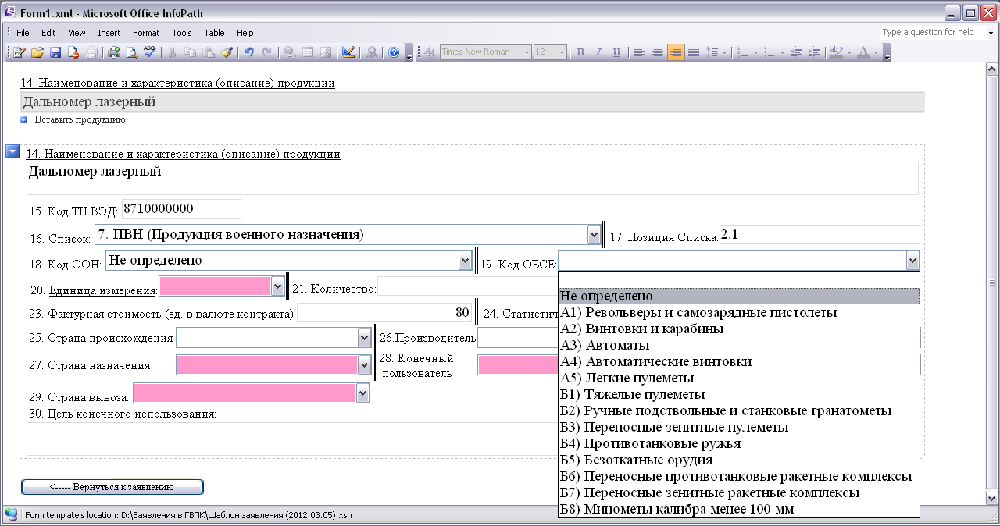 Form1.xml - Microsoft Office InfoPath
File Edit View Insert Format Tools Table Help
Type a question for help
Times New Roman 12 B I U
14. Наименование и характеристика (описание) продукции
Дальномер лазерный
Вставить продукцию
14. Наименование и характеристика (описание) продукции
Дальномер лазерный
15. Код ТН ВЭД: 8710000000
16. Список: 7. ПВН (Продукция военного назначения) 17. Позиция Списка: 2.1
18. Код ООН: Не определено 19. Код ОБСЕ:
20. Единица измерения: 21. Количество:
23. Фактурная стоимость (ед. в валюте контракта): 80 24. Статистич
25. Страна происхождения 26.Производитель
27. Страна назначения 28. Конечный
пользователь
29. Страна вывоза:
30. Цель конечного использования:
Не определено
А1) Револьверы и самозарядные пистолеты
А2) Винтовки и карабины
А3) Автоматы
А4) Автоматические винтовки
А5) Легкие пулеметы
Б1) Тяжелые пулеметы
Б2) Ручные подствольные и станковые гранатометы
Б3) Переносные зенитные пулеметы
Б4) Противотанковые ружья
Б5) Безоткатные орудия
Б6) Переносные противотанковые ракетные комплексы
Б7) Переносные зенитные ракетные комплексы
Б8) Минометы калибра менее 100 мм
<----- Вернуться к заявлению
Form template's location: D:\Заявления в ГВПК\Шаблон заявления (2012.03.05).xsn